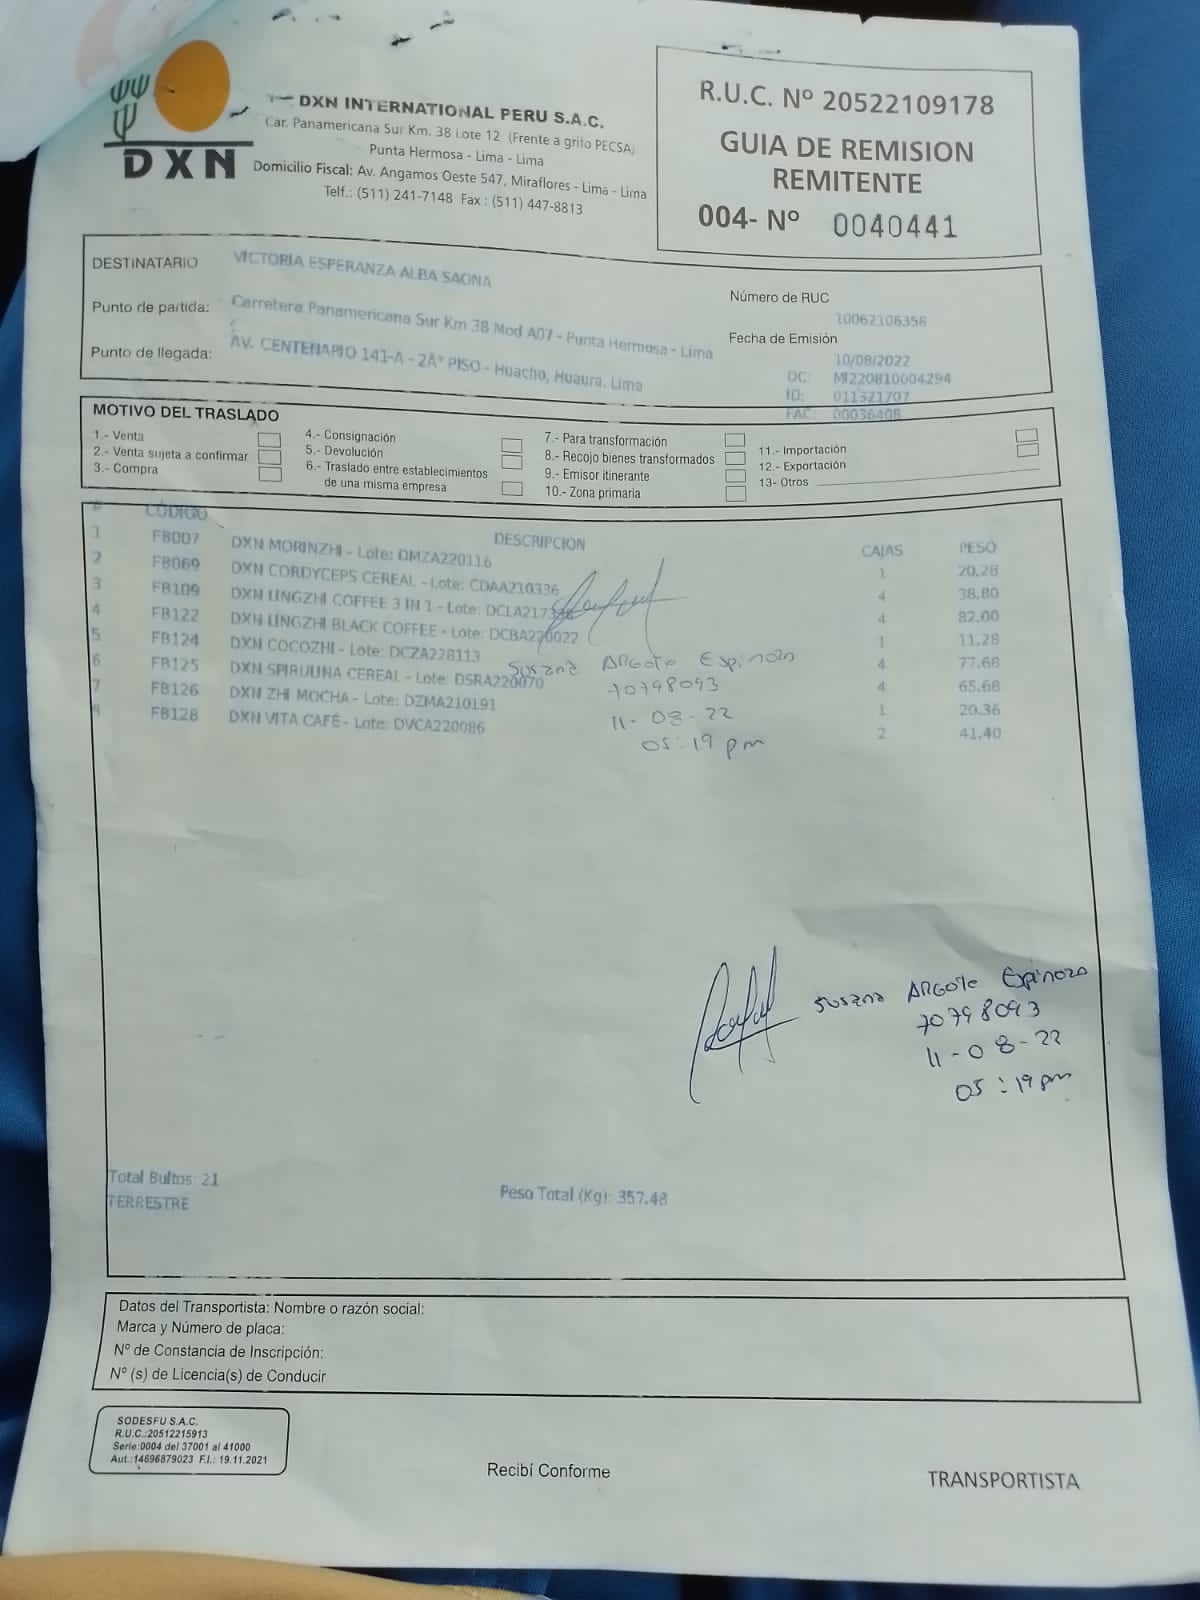 DXN
DXN INTERNATIONAL PERU S.A.C.
Car. Panamericana Sur Km. 38 Lote 12 (Frente a grifo PECSA)
Punta Hermosa - Lima - Lima
Domicilio Fiscal: Av. Angamos Oeste 547, Miraflores - Lima - Lima
Telf.: (511) 241-7148 Fax : (511) 447-8813
R.U.C. Nº 20522109178
GUIA DE REMISION
REMITENTE
004- Nº 0040441
DESTINATARIO VICTORIA ESPERANZA ALBA SAONA
Punto de partida: Carretera Panamericana Sur Km 38 Mod A07 - Punta Hermosa - Lima
Punto de llegada: AV. CENTENARIO 141-A - 2A° PISO - Huacho, Huaura, Lima
Número de RUC
10062106358
Fecha de Emisión
10/08/2022
OC: MI220810004294
ID: 011321707
FAC: 00036408
MOTIVO DEL TRASLADO
1.- Venta
2.- Venta sujeta a confirmar
3.- Compra
4.- Consignación
5.- Devolución
6.- Traslado entre establecimientos
de una misma empresa
7.- Para transformación
8.- Recojo bienes transformados
9.- Emisor itinerante
10.- Zona primaria
11.- Importación
12.- Exportación
13- Otros
# CÓDIGO DESCRIPCION CAJAS PESO
1 FB007 DXN MORINZHI - Lote: DMZA220116 1 20.28
2 FB069 DXN CORDYCEPS CEREAL - Lote: CDAA210336 4 38.80
3 FB109 DXN LINGZHI COFFEE 3 IN 1 - Lote: 4 82.00
4 FB122 DXN LINGZHI BLACK COFFEE - Lote: DCBA220022 1 11.28
5 FB124 DXN COCOZHI - Lote: DCZA228113 4 77.68
6 FB125 DXN SPIRULINA CEREAL - Lote: DSRA220070 4 65.68
7 FB126 DXN ZHI MOCHA - Lote: DZMA210191 1 20.36
8 FB128 DXN VITA CAFÉ - Lote: DVCA220086 2 41.40
Susana ARGOTE Espinoza
70798093
11-08-22
05:19 pm
Susana ARGOTE Espinoza
70798093
11-08-22
05:19 pm
Total Bultos: 21
TERRESTRE
Peso Total (Kg): 357.48
Datos del Transportista: Nombre o razón social:
Marca y Número de placa:
Nº de Constancia de Inscripción:
Nº (s) de Licencia(s) de Conducir
SODESFU S.A.C.
R.U.C.:20512215913
Serie:0004 del 37001 al 41000
Aut.:14696879023 F.I.: 19.11.2021
Recibí Conforme
TRANSPORTISTA